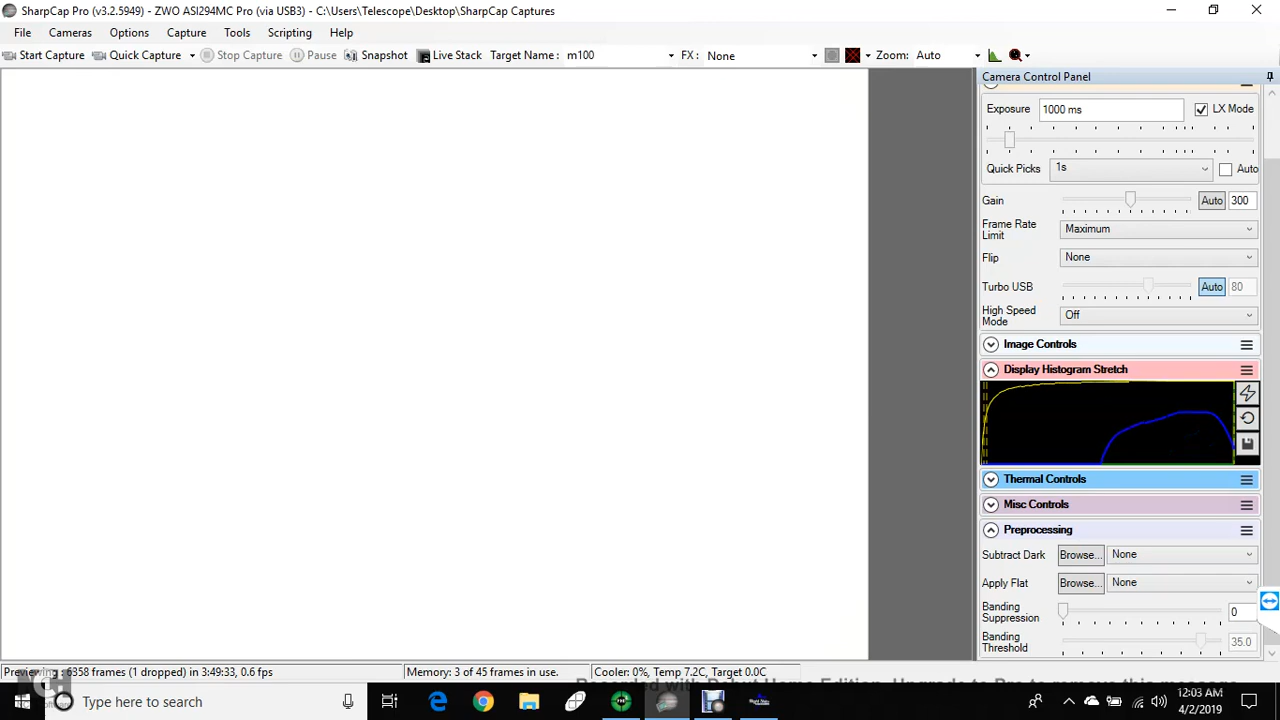 SharpCap Pro (v3.2.5949) - ZWO ASI294MC Pro (via USB3) - C:\Users\Telescope\Desktop\SharpCap Captures
File Cameras Options Capture Tools Scripting Help
Start Capture Quick Capture Stop Capture Pause Snapshot Live Stack Target Name : m100 FX : None Zoom: Auto
Camera Control Panel
Exposure 1000 ms LX Mode
Quick Picks 1s Auto
Gain Auto 300
Frame Rate Limit Maximum
Flip None
Turbo USB Auto 80
High Speed Mode Off
Image Controls
Display Histogram Stretch
Thermal Controls
Misc Controls
Preprocessing
Subtract Dark Browse... None
Apply Flat Browse... None
Banding Suppression 0
Banding Threshold 35.0
Previewing : 6358 frames (1 dropped) in 3:49:33, 0.6 fps Memory: 3 of 45 frames in use. Cooler: 0%, Temp 7.2C, Target 0.0C
Type here to search
12:03 AM
4/2/2019